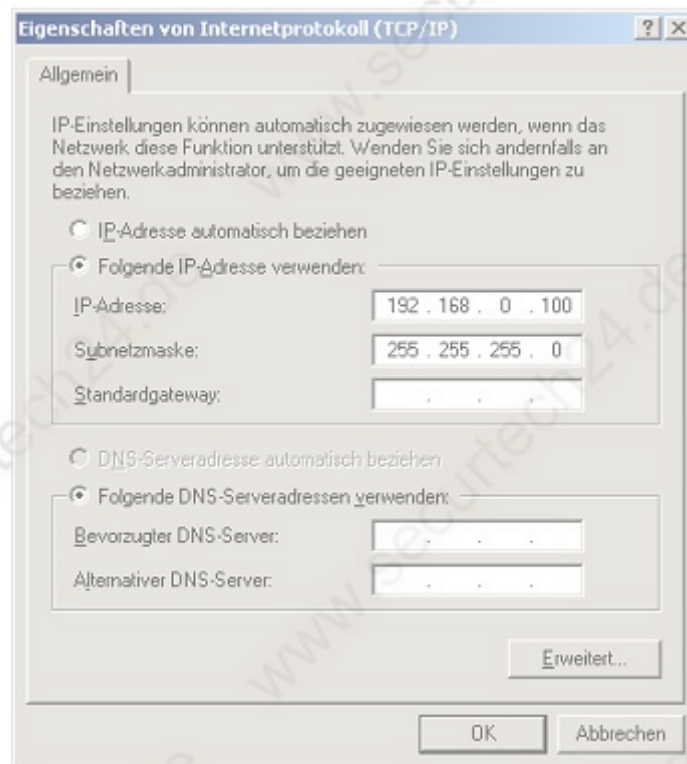 Eigenschaften von Internetprotokoll (TCP/IP)
Allgemein
IP-Einstellungen können automatisch zugewiesen werden, wenn das
Netzwerk diese Funktion unterstützt. Wenden Sie sich andernfalls an
den Netzwerkadministrator, um die geeigneten IP-Einstellungen zu
beziehen.
IP-Adresse automatisch beziehen
Folgende IP-Adresse verwenden:
IP-Adresse: 192 . 168 . 0 . 100
Subnetzmaske: 255 . 255 . 255 . 0
Standardgateway: . . .
DNS-Serveradresse automatisch beziehen
Folgende DNS-Serveradressen verwenden:
Bevorzugter DNS-Server: . . .
Alternativer DNS-Server: . . .
Erweitert...
OK Abbrechen
www.securtech24.de